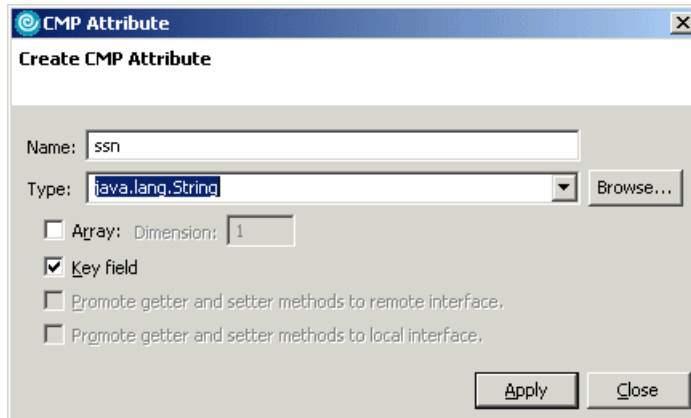 CMP Attribute
Create CMP Attribute
Name: ssn
Type: java.lang.String Browse...
Array: Dimension: 1
Key field
Promote getter and setter methods to remote interface.
Promote getter and setter methods to local interface.
Apply Close